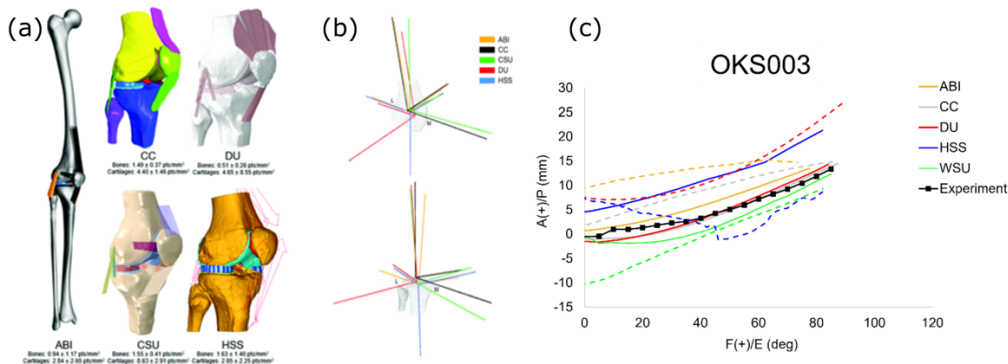 (a)
CC
Bones: 1.49 ± 0.37 pts/mm²
Cartilages: 4.40 ± 1.46 pts/mm²
DU
Bones: 0.51 ± 0.26 pts/mm²
Cartilages: 4.65 ± 8.55 pts/mm²
ABI
Bones: 0.94 ± 1.17 pts/mm²
Cartilages: 2.84 ± 2.65 pts/mm²
CSU
Bones: 1.55 ± 0.41 pts/mm²
Cartilages: 8.63 ± 2.91 pts/mm²
HSS
Bones: 1.63 ± 1.40 pts/mm²
Cartilages: 2.85 ± 2.25 pts/mm²
(b)
ABI
CC
CSU
DU
HSS
L
M
L
M
(c)
OKS003
A(+)/P (mm)
30
25
20
15
10
5
0
-5
-10
-15
0
20
40
60
80
100
120
F(+)/E (deg)
ABI
CC
DU
HSS
WSU
Experiment